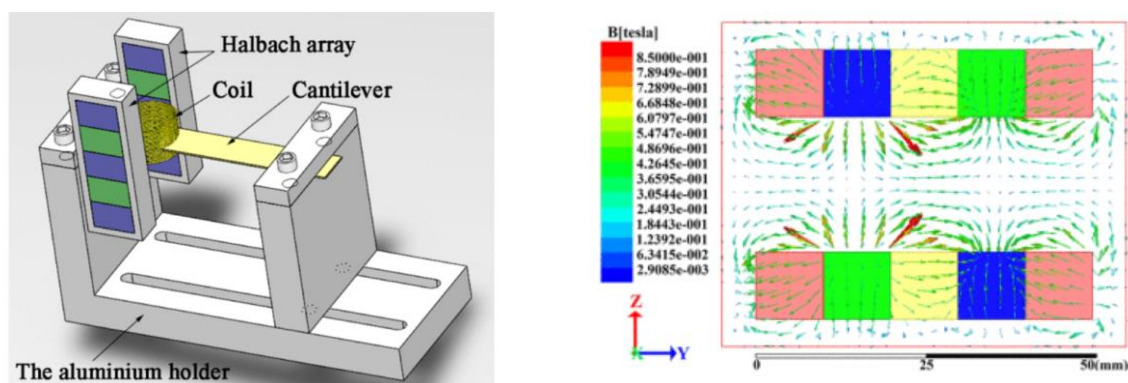 Halbach array
Coil
Cantilever
The aluminium holder
B[tesla]
8.5000e-001
7.8949e-001
7.2899e-001
6.6848e-001
6.0797e-001
5.4747e-001
4.8696e-001
4.2645e-001
3.6595e-001
3.0544e-001
2.4493e-001
1.8443e-001
1.2392e-001
6.3415e-002
2.9085e-003
Z
X
Y
0
25
50(mm)